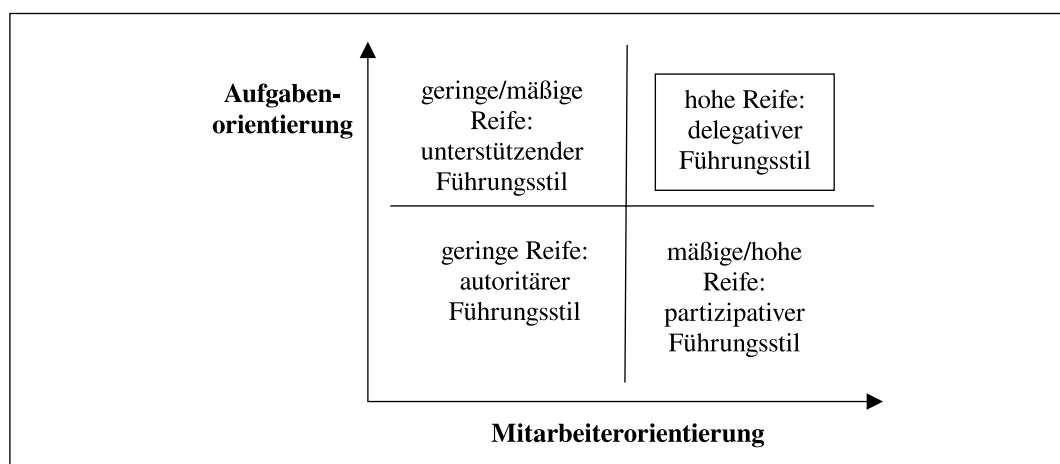 Aufgaben-
orientierung
geringe/mäßige
Reife:
unterstützender
Führungsstil
hohe Reife:
delegativer
Führungsstil
geringe Reife:
autoritärer
Führungsstil
mäßige/hohe
Reife:
partizipativer
Führungsstil
Mitarbeiterorientierung